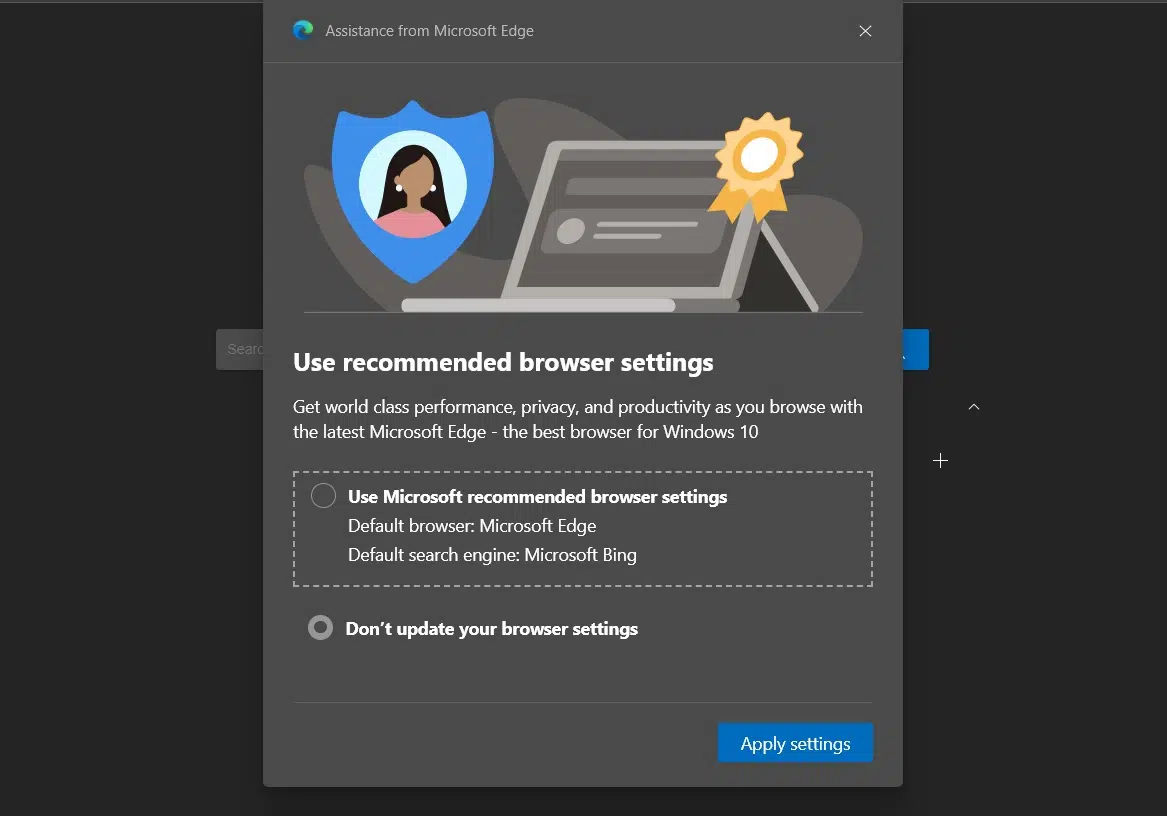 Assistance from Microsoft Edge
Searc
Use recommended browser settings
Get world class performance, privacy, and productivity as you browse with
the latest Microsoft Edge - the best browser for Windows 10
Use Microsoft recommended browser settings
Default browser: Microsoft Edge
Default search engine: Microsoft Bing
Don’t update your browser settings
Apply settings